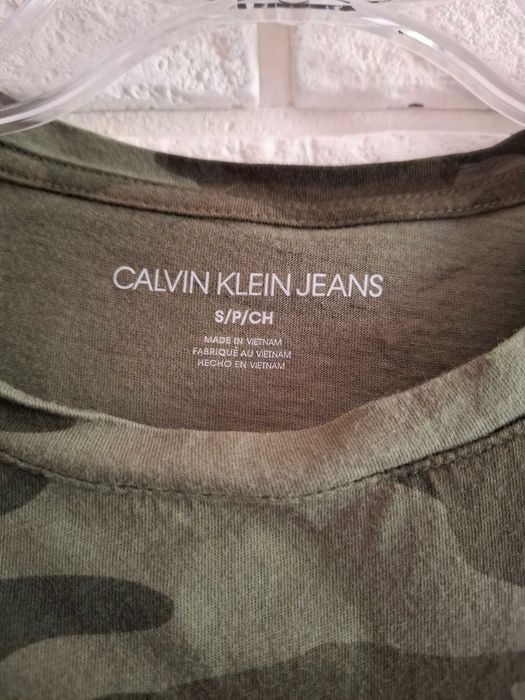 CALVIN KLEIN JEANS
S/P/CH
MADE IN VIETNAM
FABRIQUÉ AU VIETNAM
HECHO EN VIETNAM